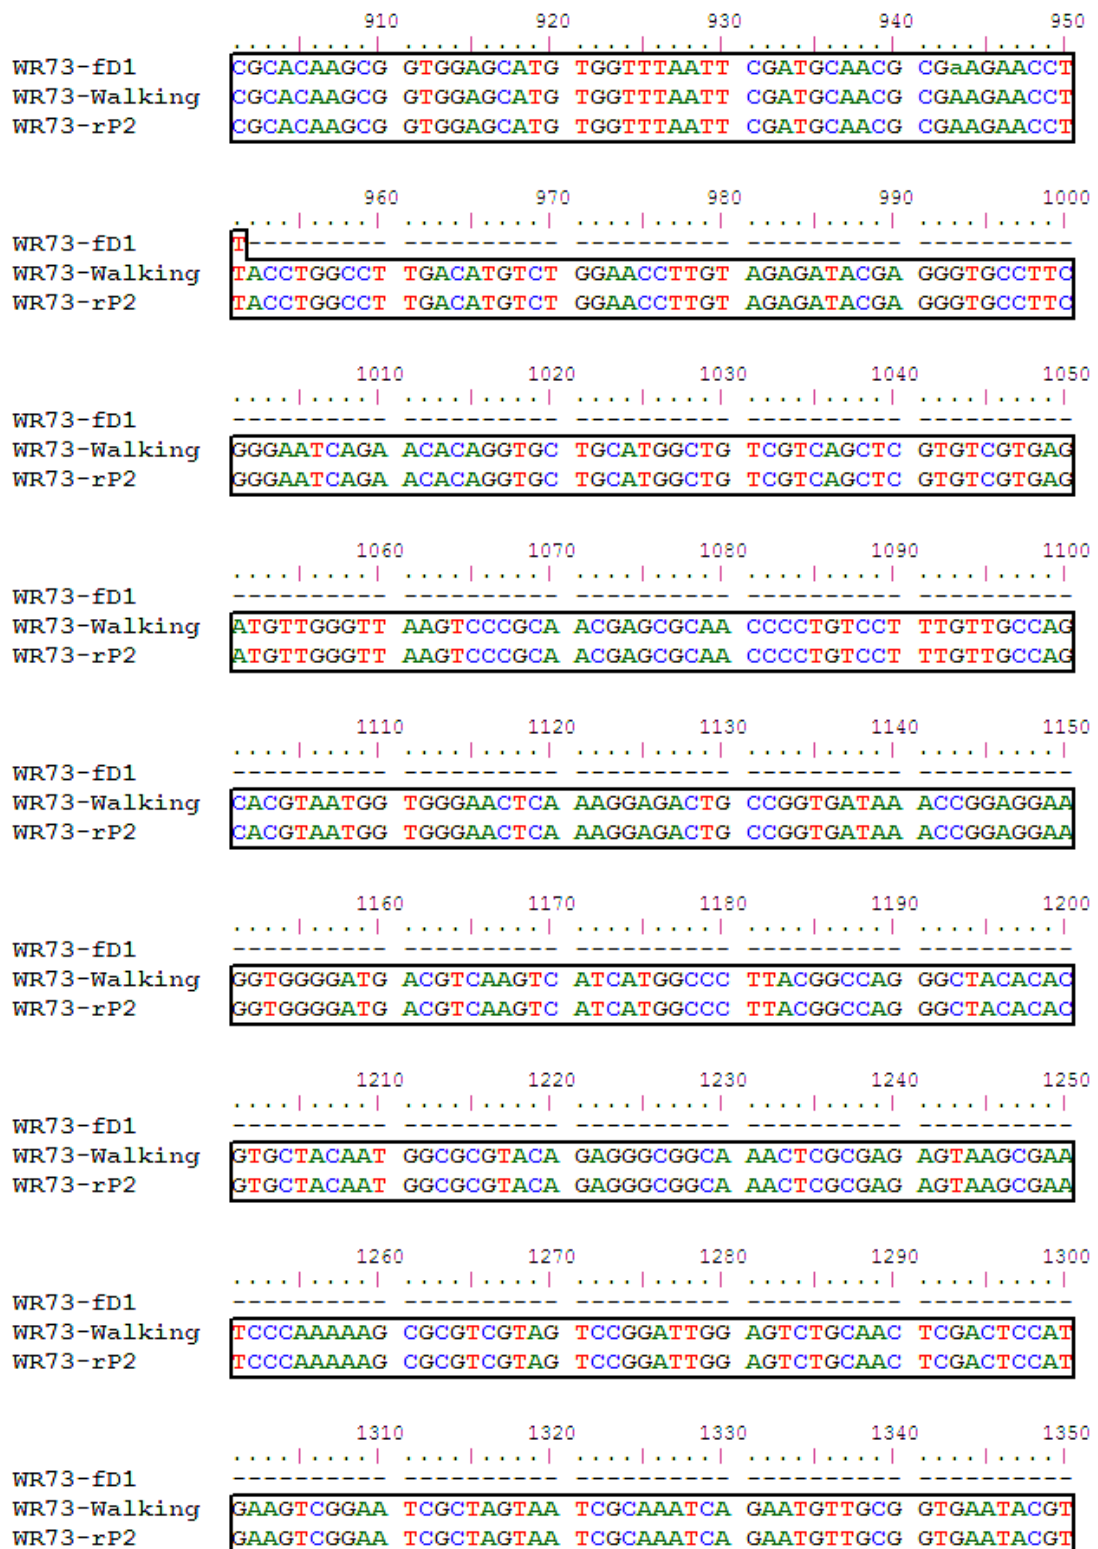 910 920 930 940 950
....|....| ....|....| ....|....| ....|....| ....|....|
WR73-fD1 CGCACAAGCG GTGGAGCATG TGGTTTAATT CGATGCAACG CGaAGAACCT
WR73-Walking CGCACAAGCG GTGGAGCATG TGGTTTAATT CGATGCAACG CGAAGAACCT
WR73-rP2 CGCACAAGCG GTGGAGCATG TGGTTTAATT CGATGCAACG CGAAGAACCT
960 970 980 990 1000
....|....| ....|....| ....|....| ....|....| ....|....|
WR73-fD1 T--------- ---------- ---------- ---------- ----------
WR73-Walking TACCTGGCCT TGACATGTCT GGAACCTTGT AGAGATACGA GGGTGCCTTC
WR73-rP2 TACCTGGCCT TGACATGTCT GGAACCTTGT AGAGATACGA GGGTGCCTTC
1010 1020 1030 1040 1050
....|....| ....|....| ....|....| ....|....| ....|....|
WR73-fD1 ---------- ---------- ---------- ---------- ----------
WR73-Walking GGGAATCAGA ACACAGGTGC TGCATGGCTG TCGTCAGCTC GTGTCGTGAG
WR73-rP2 GGGAATCAGA ACACAGGTGC TGCATGGCTG TCGTCAGCTC GTGTCGTGAG
1060 1070 1080 1090 1100
....|....| ....|....| ....|....| ....|....| ....|....|
WR73-fD1 ---------- ---------- ---------- ---------- ----------
WR73-Walking ATGTTGGGTT AAGTCCCGCA ACGAGCGCAA CCCCTGTCCT TTGTTGCCAG
WR73-rP2 ATGTTGGGTT AAGTCCCGCA ACGAGCGCAA CCCCTGTCCT TTGTTGCCAG
1110 1120 1130 1140 1150
....|....| ....|....| ....|....| ....|....| ....|....|
WR73-fD1 ---------- ---------- ---------- ---------- ----------
WR73-Walking CACGTAATGG TGGGAACTCA AAGGAGACTG CCGGTGATAA ACCGGAGGAA
WR73-rP2 CACGTAATGG TGGGAACTCA AAGGAGACTG CCGGTGATAA ACCGGAGGAA
1160 1170 1180 1190 1200
....|....| ....|....| ....|....| ....|....| ....|....|
WR73-fD1 ---------- ---------- ---------- ---------- ----------
WR73-Walking GGTGGGGATG ACGTCAAGTC ATCATGGCCC TTACGGCCAG GGCTACACAC
WR73-rP2 GGTGGGGATG ACGTCAAGTC ATCATGGCCC TTACGGCCAG GGCTACACAC
1210 1220 1230 1240 1250
....|....| ....|....| ....|....| ....|....| ....|....|
WR73-fD1 ---------- ---------- ---------- ---------- ----------
WR73-Walking GTGCTACAAT GGCGCGTACA GAGGGCGGCA AACTCGCGAG AGTAAGCGAA
WR73-rP2 GTGCTACAAT GGCGCGTACA GAGGGCGGCA AACTCGCGAG AGTAAGCGAA
1260 1270 1280 1290 1300
....|....| ....|....| ....|....| ....|....| ....|....|
WR73-fD1 ---------- ---------- ---------- ---------- ----------
WR73-Walking TCCCAAAAAG CGCGTCGTAG TCCGGATTGG AGTCTGCAAC TCGACTCCAT
WR73-rP2 TCCCAAAAAG CGCGTCGTAG TCCGGATTGG AGTCTGCAAC TCGACTCCAT
1310 1320 1330 1340 1350
....|....| ....|....| ....|....| ....|....| ....|....|
WR73-fD1 ---------- ---------- ---------- ---------- ----------
WR73-Walking GAAGTCGGAA TCGCTAGTAA TCGCAAATCA GAATGTTGCG GTGAATACGT
WR73-rP2 GAAGTCGGAA TCGCTAGTAA TCGCAAATCA GAATGTTGCG GTGAATACGT